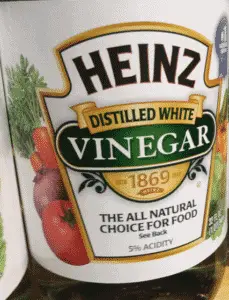 HEINZ
DISTILLED WHITE
VINEGAR
1869
THE ALL NATURAL
CHOICE FOR FOOD
See Back
5% ACIDITY